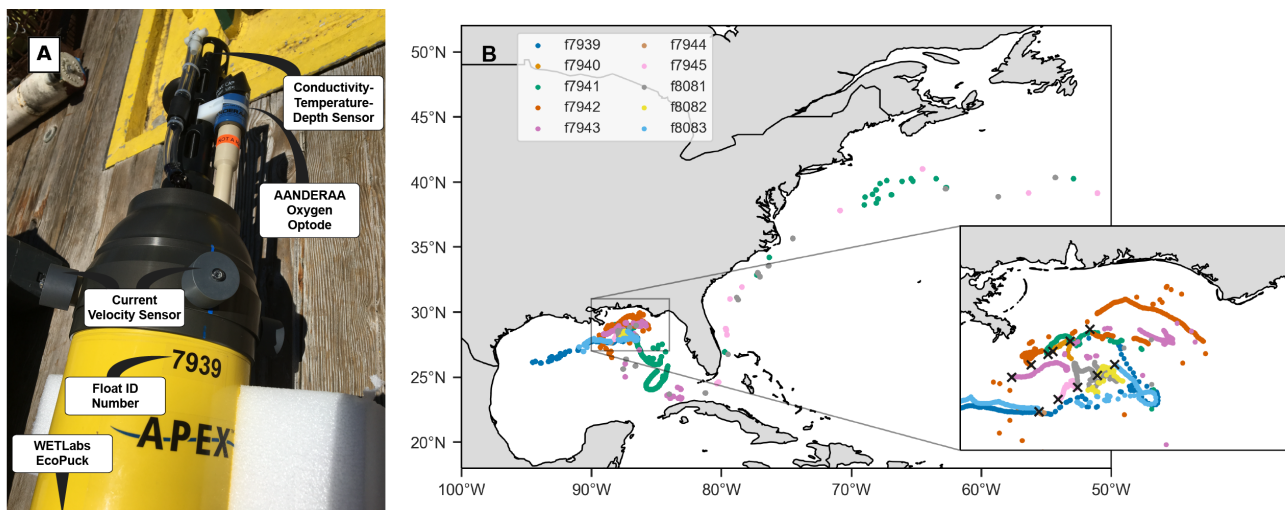 A
Conductivity-
Temperature-
Depth Sensor
AANDERAA
Oxygen
Optode
Current
Velocity Sensor
7939
Float ID
Number
APEX
WETLabs
EcoPuck
B
f7939
f7940
f7941
f7942
f7943
f7944
f7945
f8081
f8082
f8083
50°N
45°N
40°N
35°N
30°N
25°N
20°N
100°W
90°W
80°W
70°W
60°W
50°W